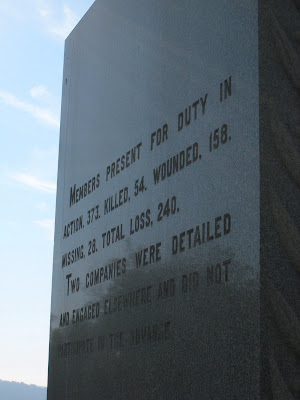 MEMBERS PRESENT FOR DUTY IN
ACTION, 373. KILLED, 54. WOUNDED, 158.
MISSING, 28. TOTAL LOSS, 240.
TWO COMPANIES WERE DETAILED
AND ENGAGED ELSEWHERE AND DID NOT
PARTICIPATE IN THE ADVANCE.